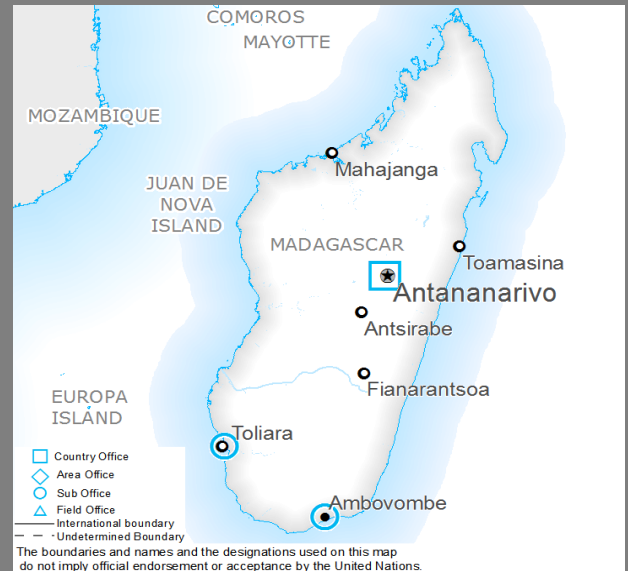 COMOROS
MAYOTTE
MOZAMBIQUE
Mahajanga
JUAN DE
NOVA
ISLAND
MADAGASCAR
Toamasina
Antananarivo
Antsirabe
Fianarantsoa
EUROPA
ISLAND
Toliara
Country Office
Area Office
Sub Office
Field Office
International boundary
Undetermined Boundary
Ambovombe
The boundaries and names and the designations used on this map
do not imply official endorsement or acceptance by the United Nations.